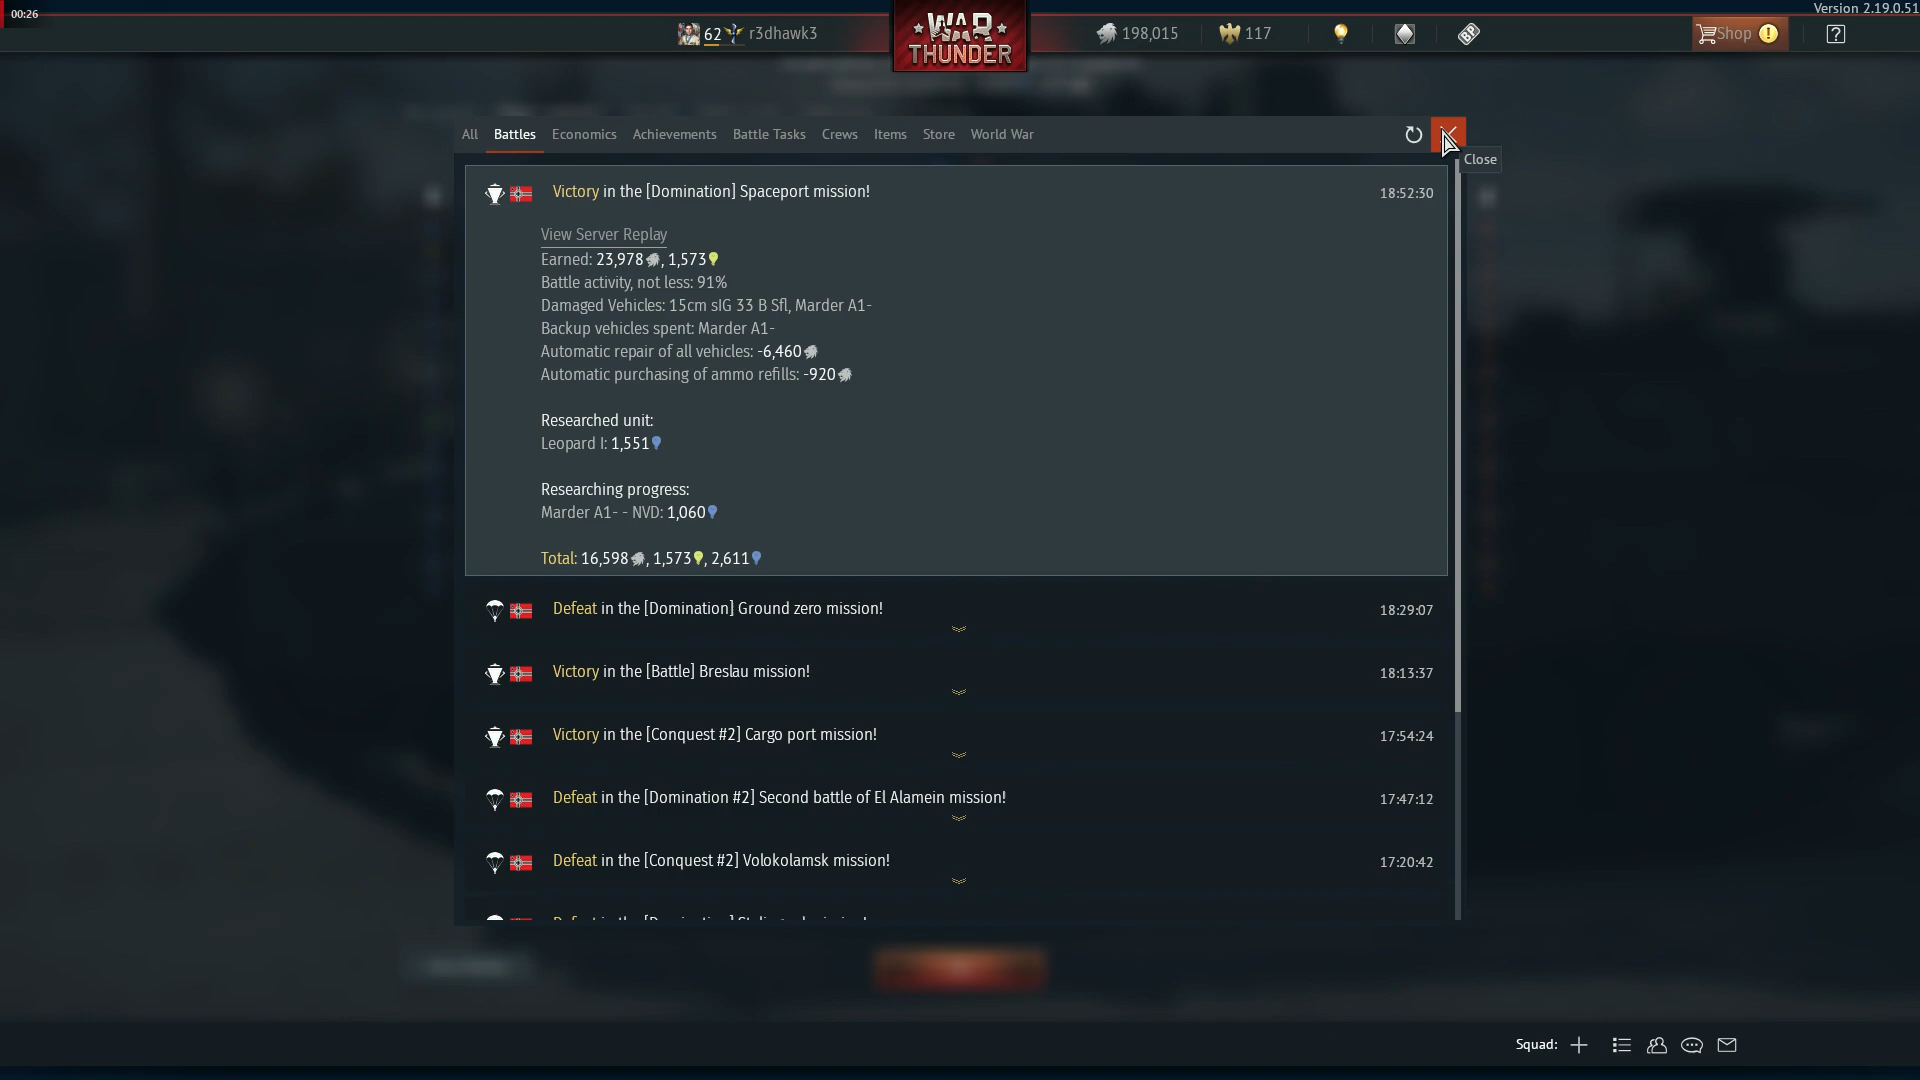 00:26
Version 2.19.0.51
62 r3dhawk3
WAR THUNDER
198,015
117
BP
Shop !
?
All Battles Economics Achievements Battle Tasks Crews Items Store World War
Close
Victory in the [Domination] Spaceport mission! 18:52:30
View Server Replay
Earned: 23,978, 1,573
Battle activity, not less: 91%
Damaged Vehicles: 15cm sIG 33 B Sfl, Marder A1-
Backup vehicles spent: Marder A1-
Automatic repair of all vehicles: -6,460
Automatic purchasing of ammo refills: -920
Researched unit:
Leopard I: 1,551
Researching progress:
Marder A1- - NVD: 1,060
Total: 16,598, 1,573, 2,611
Defeat in the [Domination] Ground zero mission! 18:29:07
Victory in the [Battle] Breslau mission! 18:13:37
Victory in the [Conquest #2] Cargo port mission! 17:54:24
Defeat in the [Domination #2] Second battle of El Alamein mission! 17:47:12
Defeat in the [Conquest #2] Volokolamsk mission! 17:20:42
Squad: